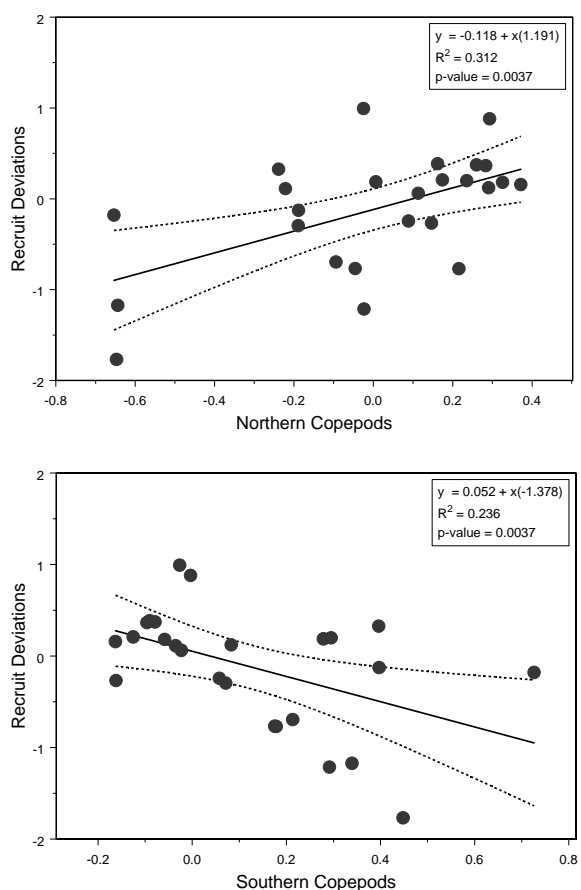 2
1
0
-1
-2
Recruit Deviations
y = -0.118 + x(1.191)
R² = 0.312
p-value = 0.0037
-0.8 -0.6 -0.4 -0.2 0.0 0.2 0.4
Northern Copepods
2
1
0
-1
-2
Recruit Deviations
y = 0.052 + x(-1.378)
R² = 0.236
p-value = 0.0037
-0.2 0.0 0.2 0.4 0.6 0.8
Southern Copepods